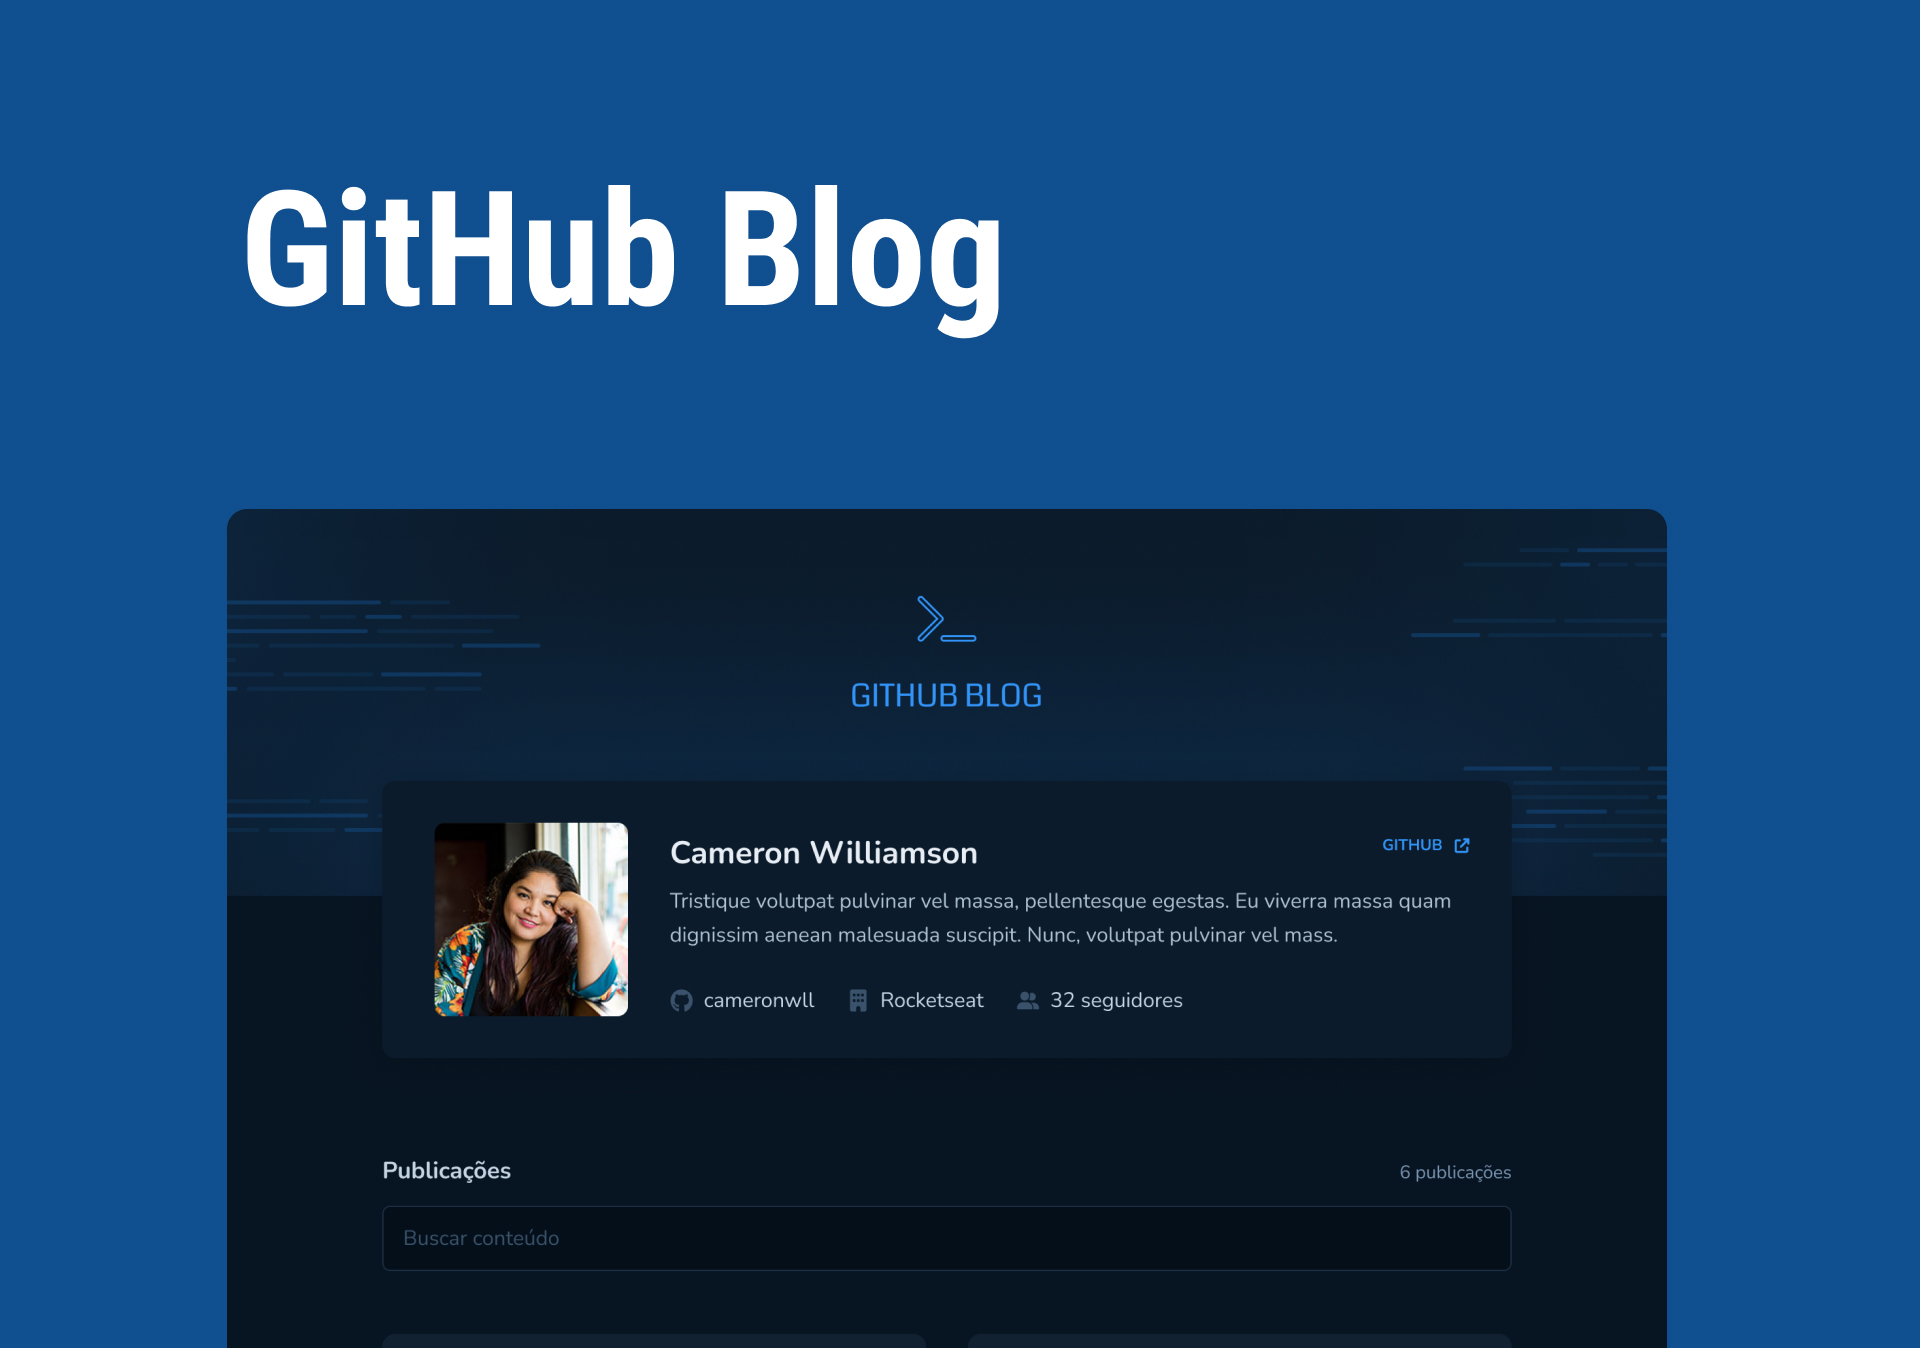 GitHub Blog
GITHUB BLOG
Cameron Williamson
GITHUB
Tristique volutpat pulvinar vel massa, pellentesque egestas. Eu viverra massa quam
dignissim aenean malesuada suscipit. Nunc, volutpat pulvinar vel mass.
cameronwll
Rocketseat
32 seguidores
Publicações
6 publicações
Buscar conteúdo